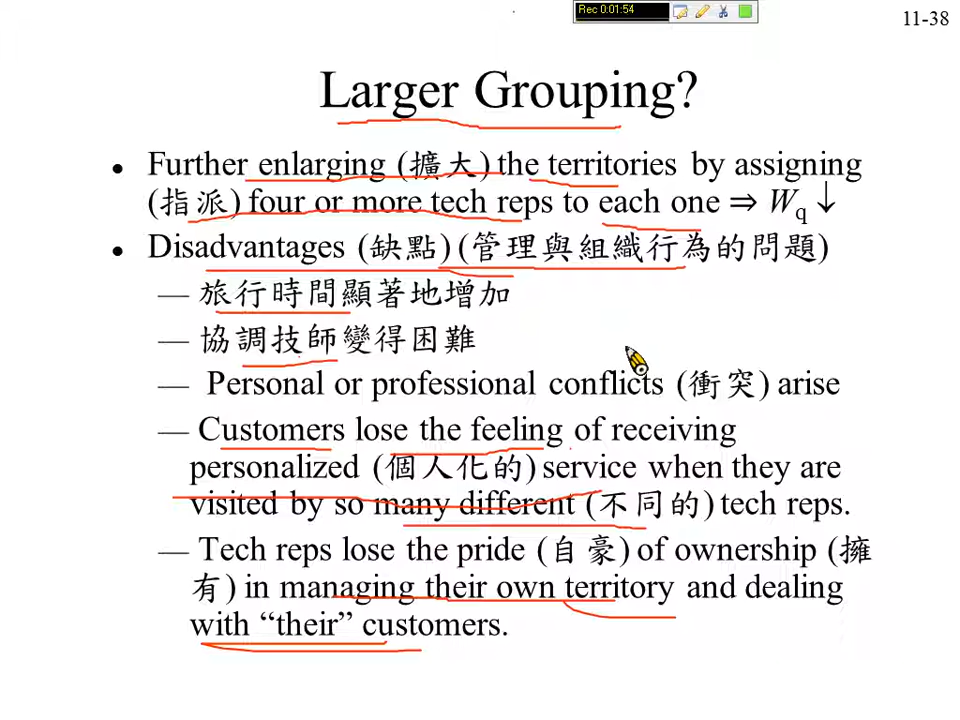 Rec 0:01:54
11-38
Larger Grouping?
• Further enlarging (擴大) the territories by assigning
(指派) four or more tech reps to each one ⇒ Wq ↓
• Disadvantages (缺點) (管理與組織行為的問題)
— 旅行時間顯著地增加
— 協調技師變得困難
— Personal or professional conflicts (衝突) arise
— Customers lose the feeling of receiving
personalized (個人化的) service when they are
visited by so many different (不同的) tech reps.
— Tech reps lose the pride (自豪) of ownership (擁
有) in managing their own territory and dealing
with “their” customers.